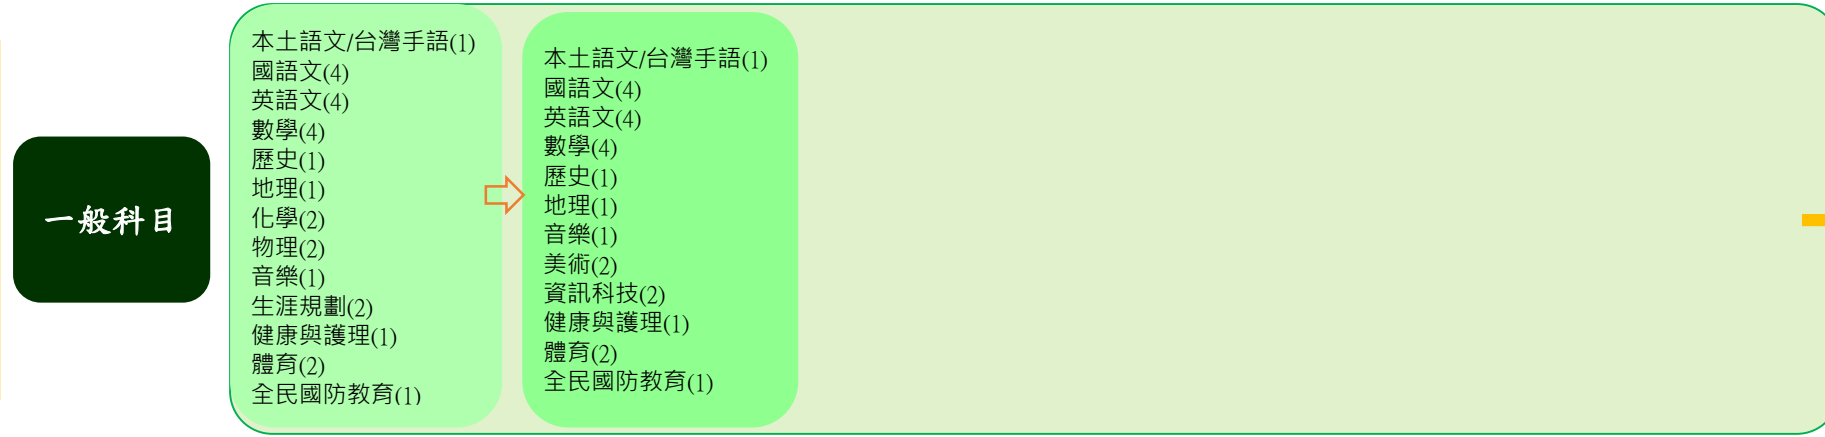 一般科目
本土語文/台灣手語(1)
國語文(4)
英語文(4)
數學(4)
歷史(1)
地理(1)
化學(2)
物理(2)
音樂(1)
生涯規劃(2)
健康與護理(1)
體育(2)
全民國防教育(1)
本土語文/台灣手語(1)
國語文(4)
英語文(4)
數學(4)
歷史(1)
地理(1)
音樂(1)
美術(2)
資訊科技(2)
健康與護理(1)
體育(2)
全民國防教育(1)